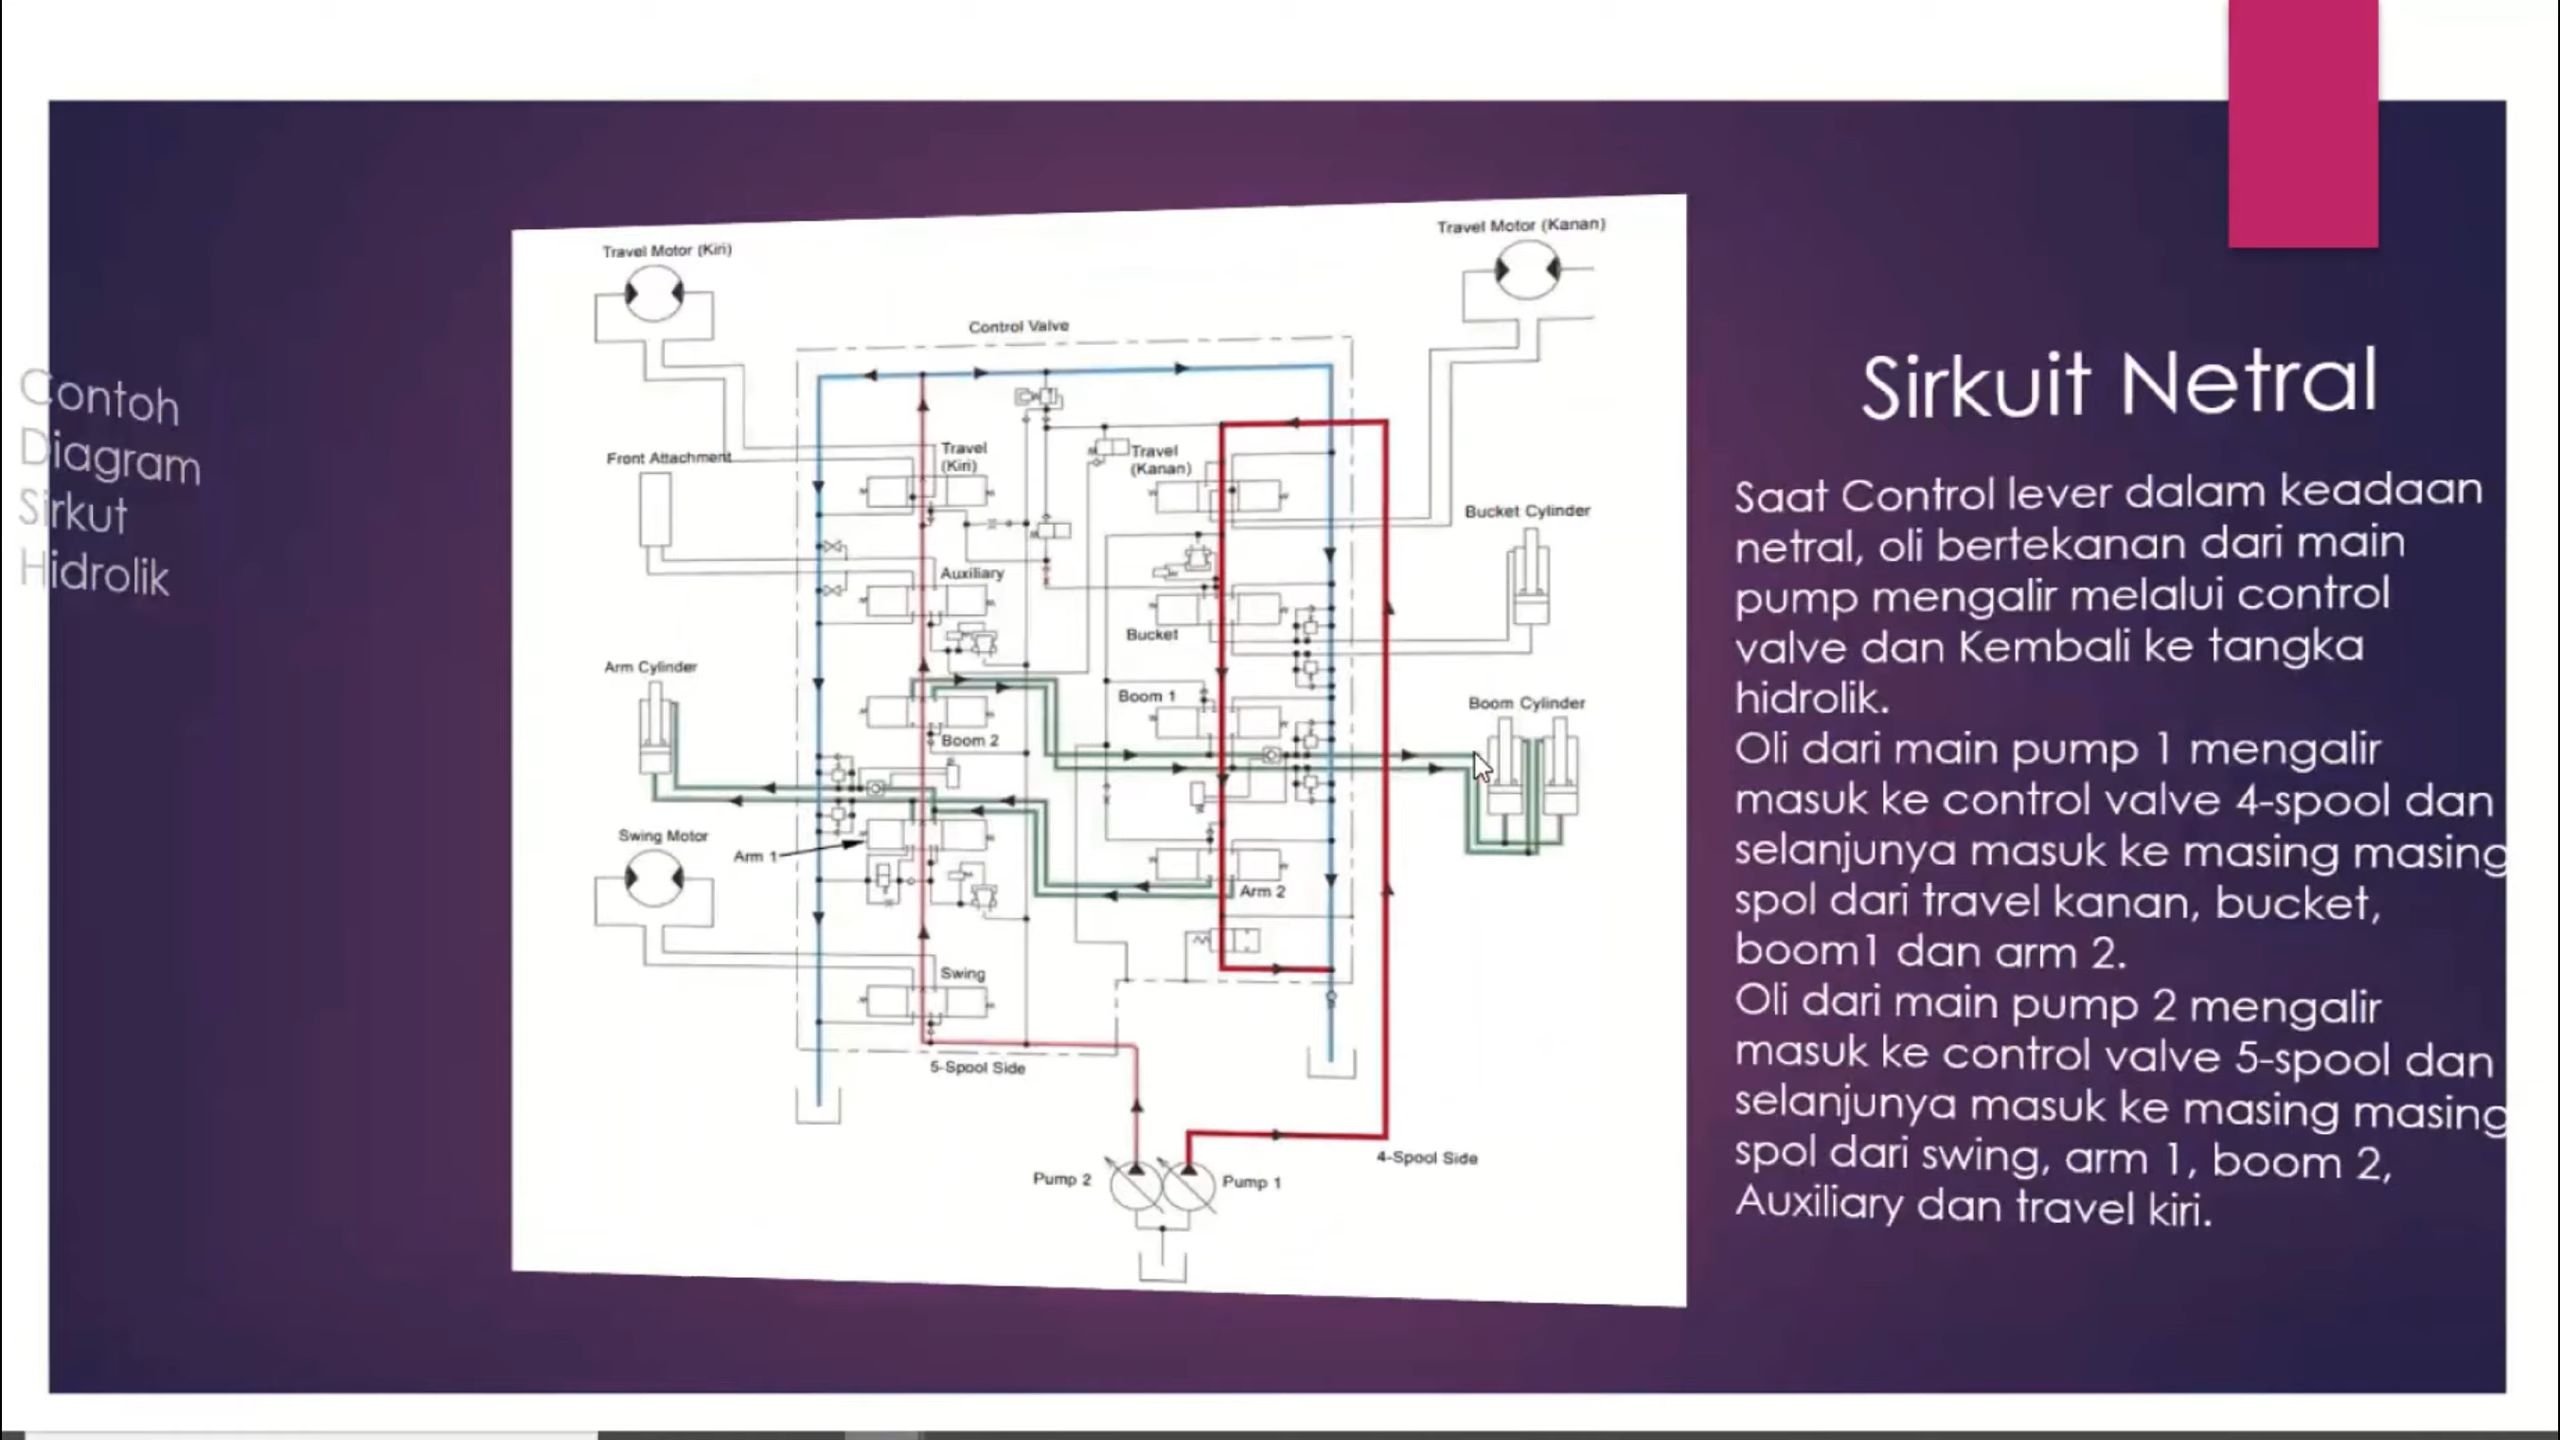 Contoh
Diagram
Sirkut
Hidrolik
Travel Motor (Kiri)
Travel Motor (Kanan)
Control Valve
Travel
(Kiri)
Travel
(Kanan)
Front Attachment
Bucket Cylinder
Auxiliary
Bucket
Arm Cylinder
Boom 1
Boom Cylinder
Boom 2
Swing Motor
Arm 1
Arm 2
Swing
5-Spool Side
4-Spool Side
Pump 2
Pump 1
Sirkuit Netral
Saat Control lever dalam keadaan
netral, oli bertekanan dari main
pump mengalir melalui control
valve dan Kembali ke tangka
hidrolik.
Oli dari main pump 1 mengalir
masuk ke control valve 4-spool dan
selanjunya masuk ke masing masing
spol dari travel kanan, bucket,
boom1 dan arm 2.
Oli dari main pump 2 mengalir
masuk ke control valve 5-spool dan
selanjunya masuk ke masing masing
spol dari swing, arm 1, boom 2,
Auxiliary dan travel kiri.